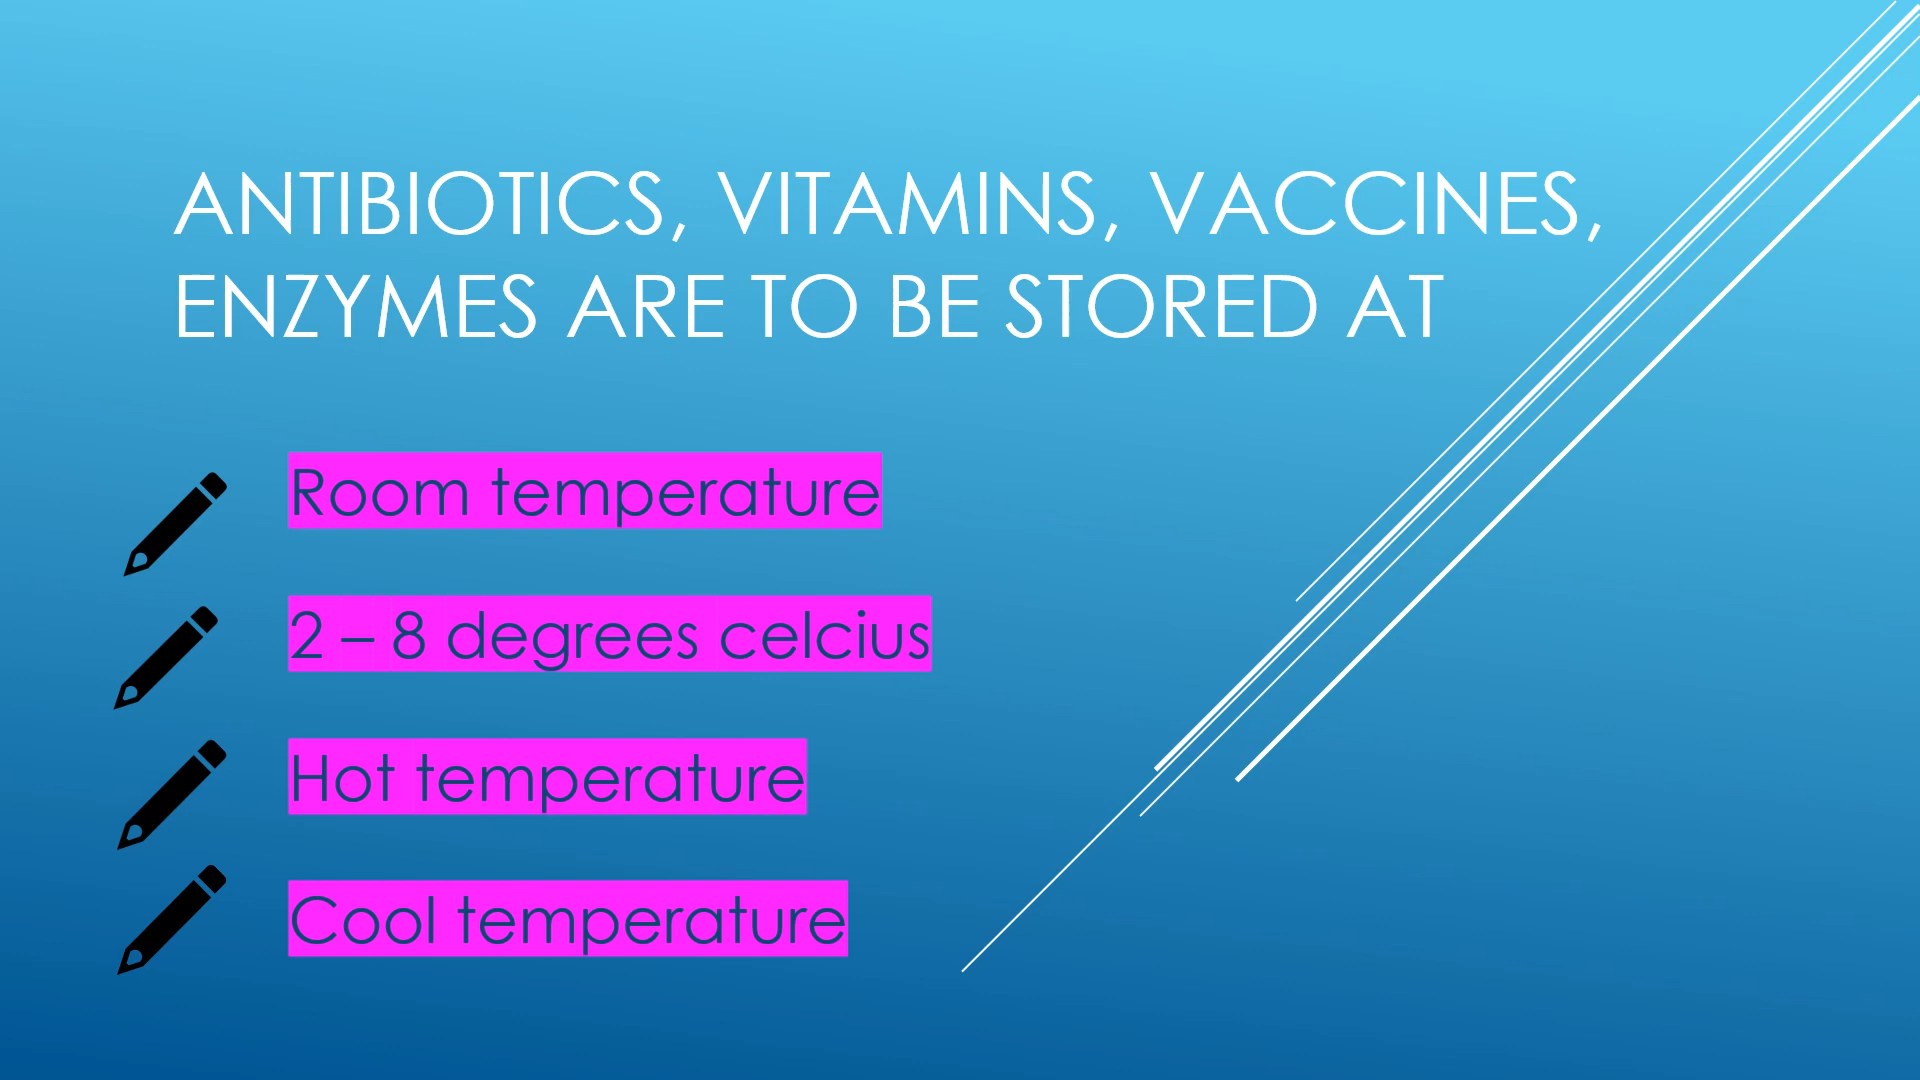 ANTIBIOTICS, VITAMINS, VACCINES,
ENZYMES ARE TO BE STORED AT
Room temperature
2 – 8 degrees celcius
Hot temperature
Cool temperature